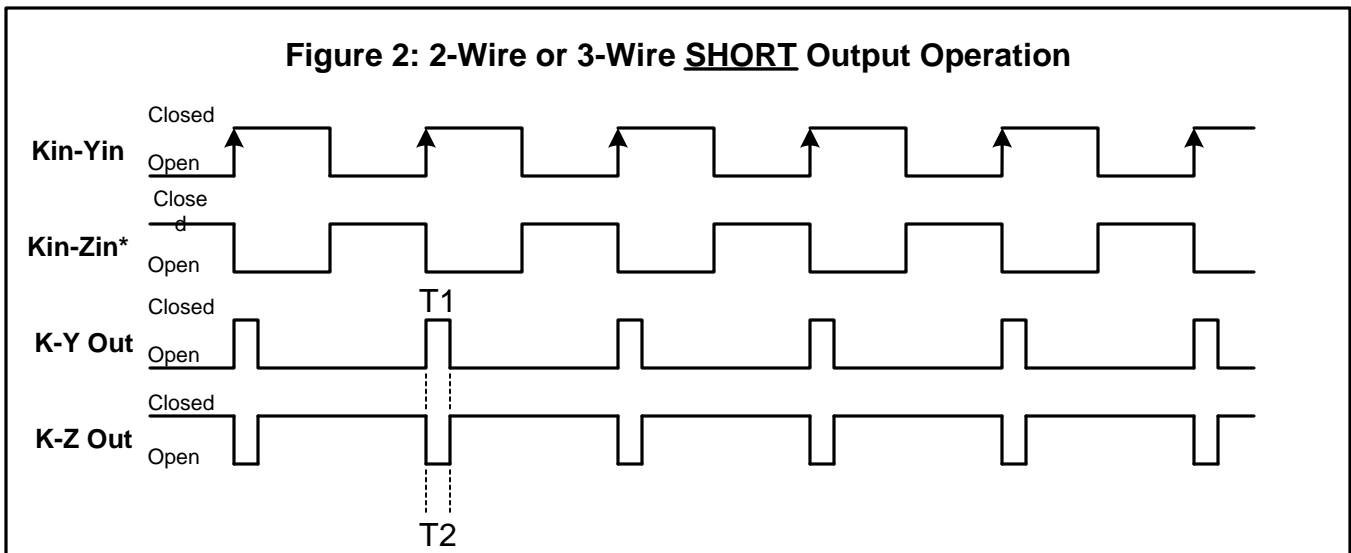 Figure 2: 2-Wire or 3-Wire SHORT Output Operation
Closed
Kin-Yin
Open
Close
d
Kin-Zin*
Open
T1
Closed
K-Y Out
Open
Closed
K-Z Out
Open
T2